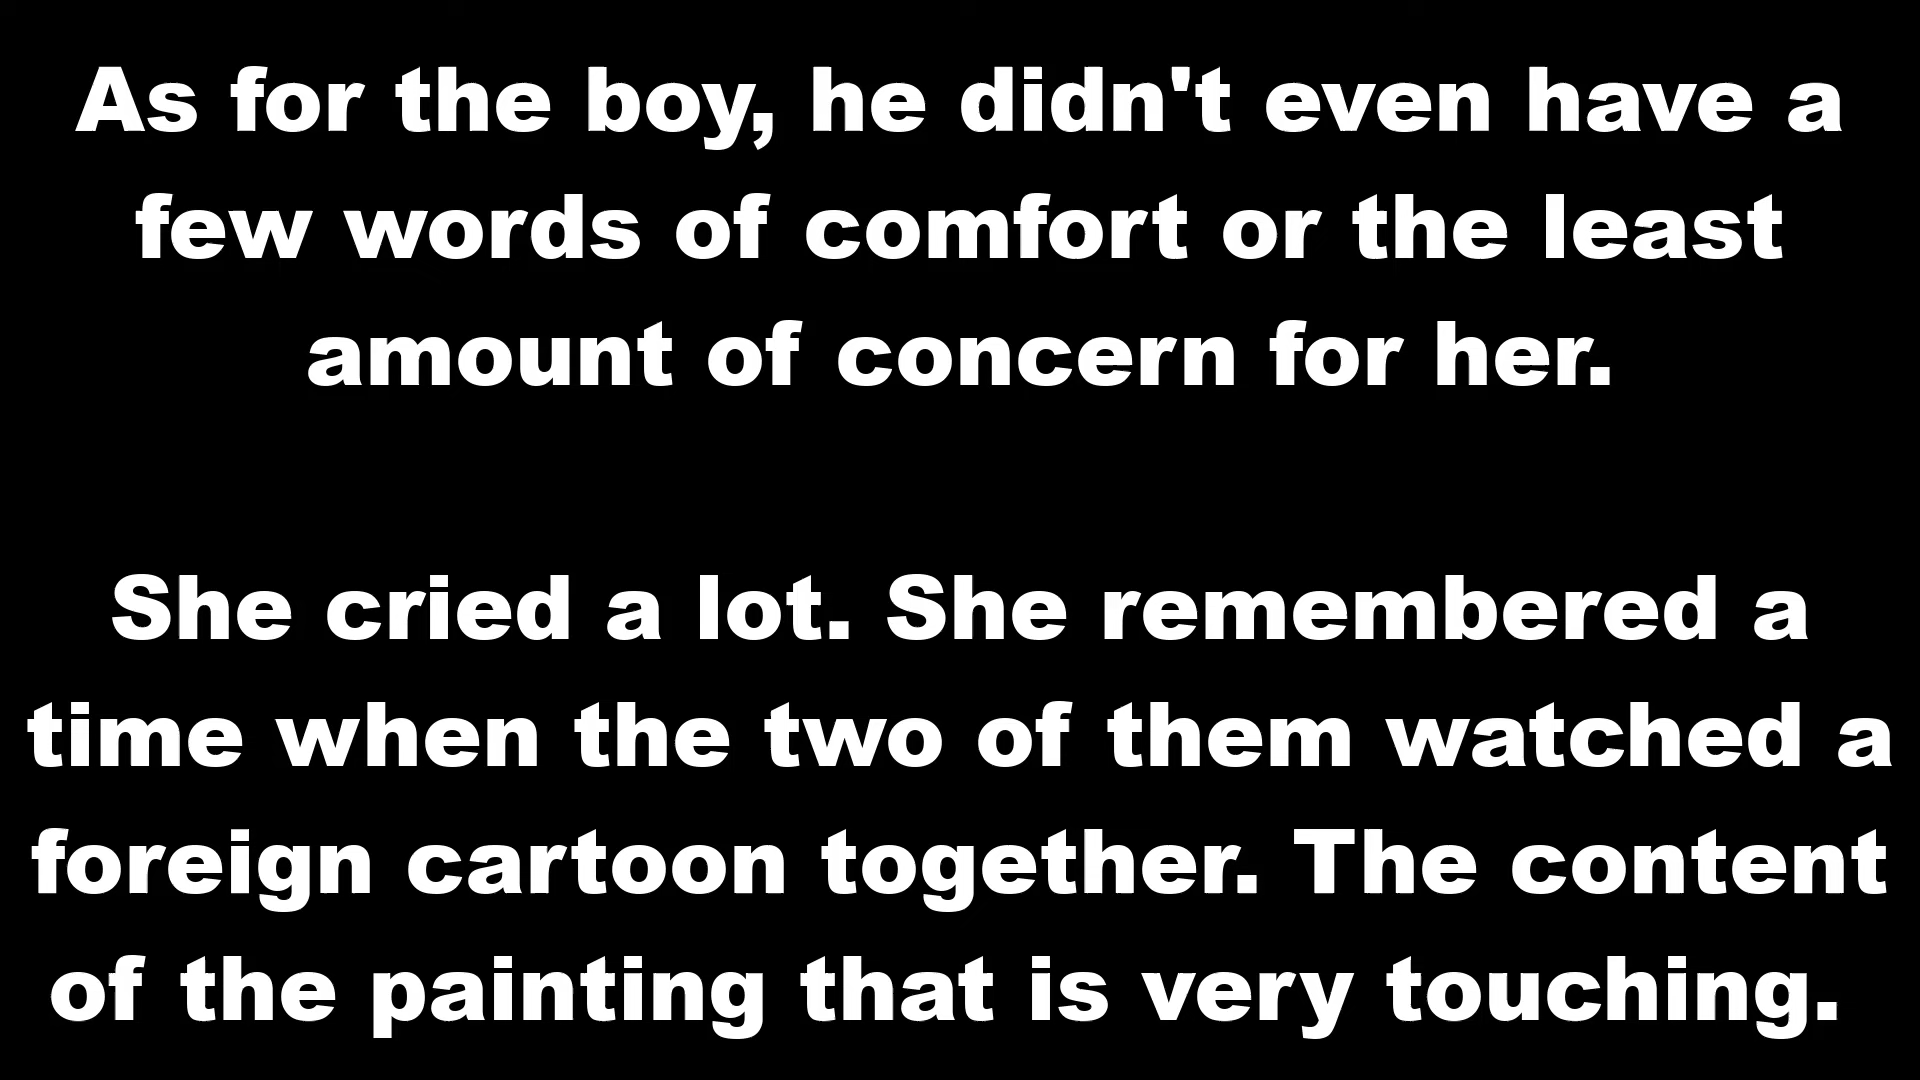 As for the boy, he didn't even have a
few words of comfort or the least
amount of concern for her.
She cried a lot. She remembered a
time when the two of them watched a
foreign cartoon together. The content
of the painting that is very touching.